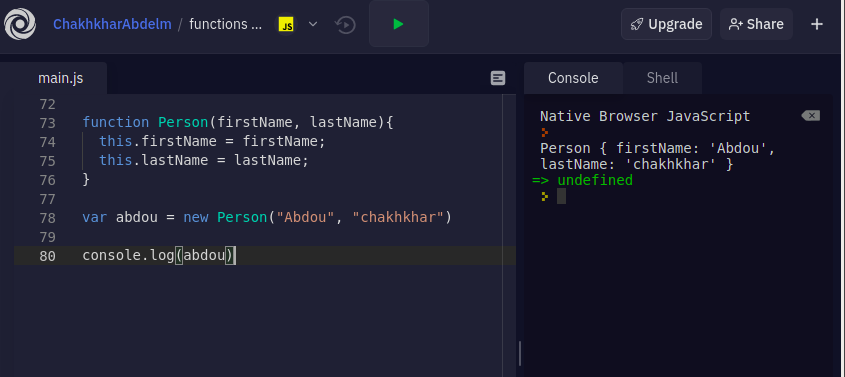 ChakhkharAbdelm / functions ...
JS
Upgrade
Share
+
main.js
72
73 function Person(firstName, lastName){
74 this.firstName = firstName;
75 this.lastName = lastName;
76 }
77
78 var abdou = new Person("Abdou", "chakhkhar")
79
80 console.log(abdou)
Console Shell
Native Browser JavaScript
Person { firstName: 'Abdou',
lastName: 'chakhkhar' }
=> undefined